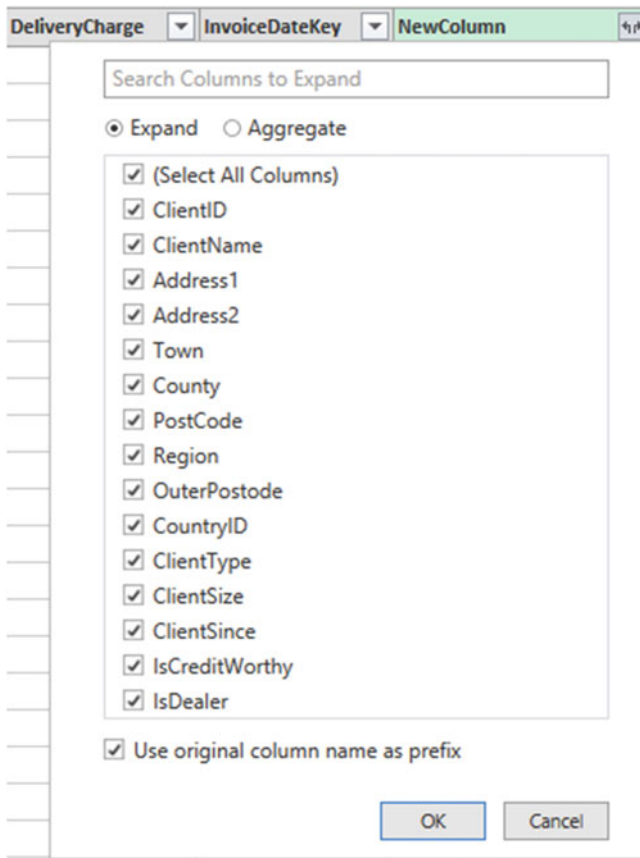 DeliveryCharge InvoiceDateKey NewColumn
Search Columns to Expand
Expand Aggregate
(Select All Columns)
ClientID
ClientName
Address1
Address2
Town
County
PostCode
Region
OuterPostode
CountryID
ClientType
ClientSize
ClientSince
IsCreditWorthy
IsDealer
Use original column name as prefix
OK Cancel